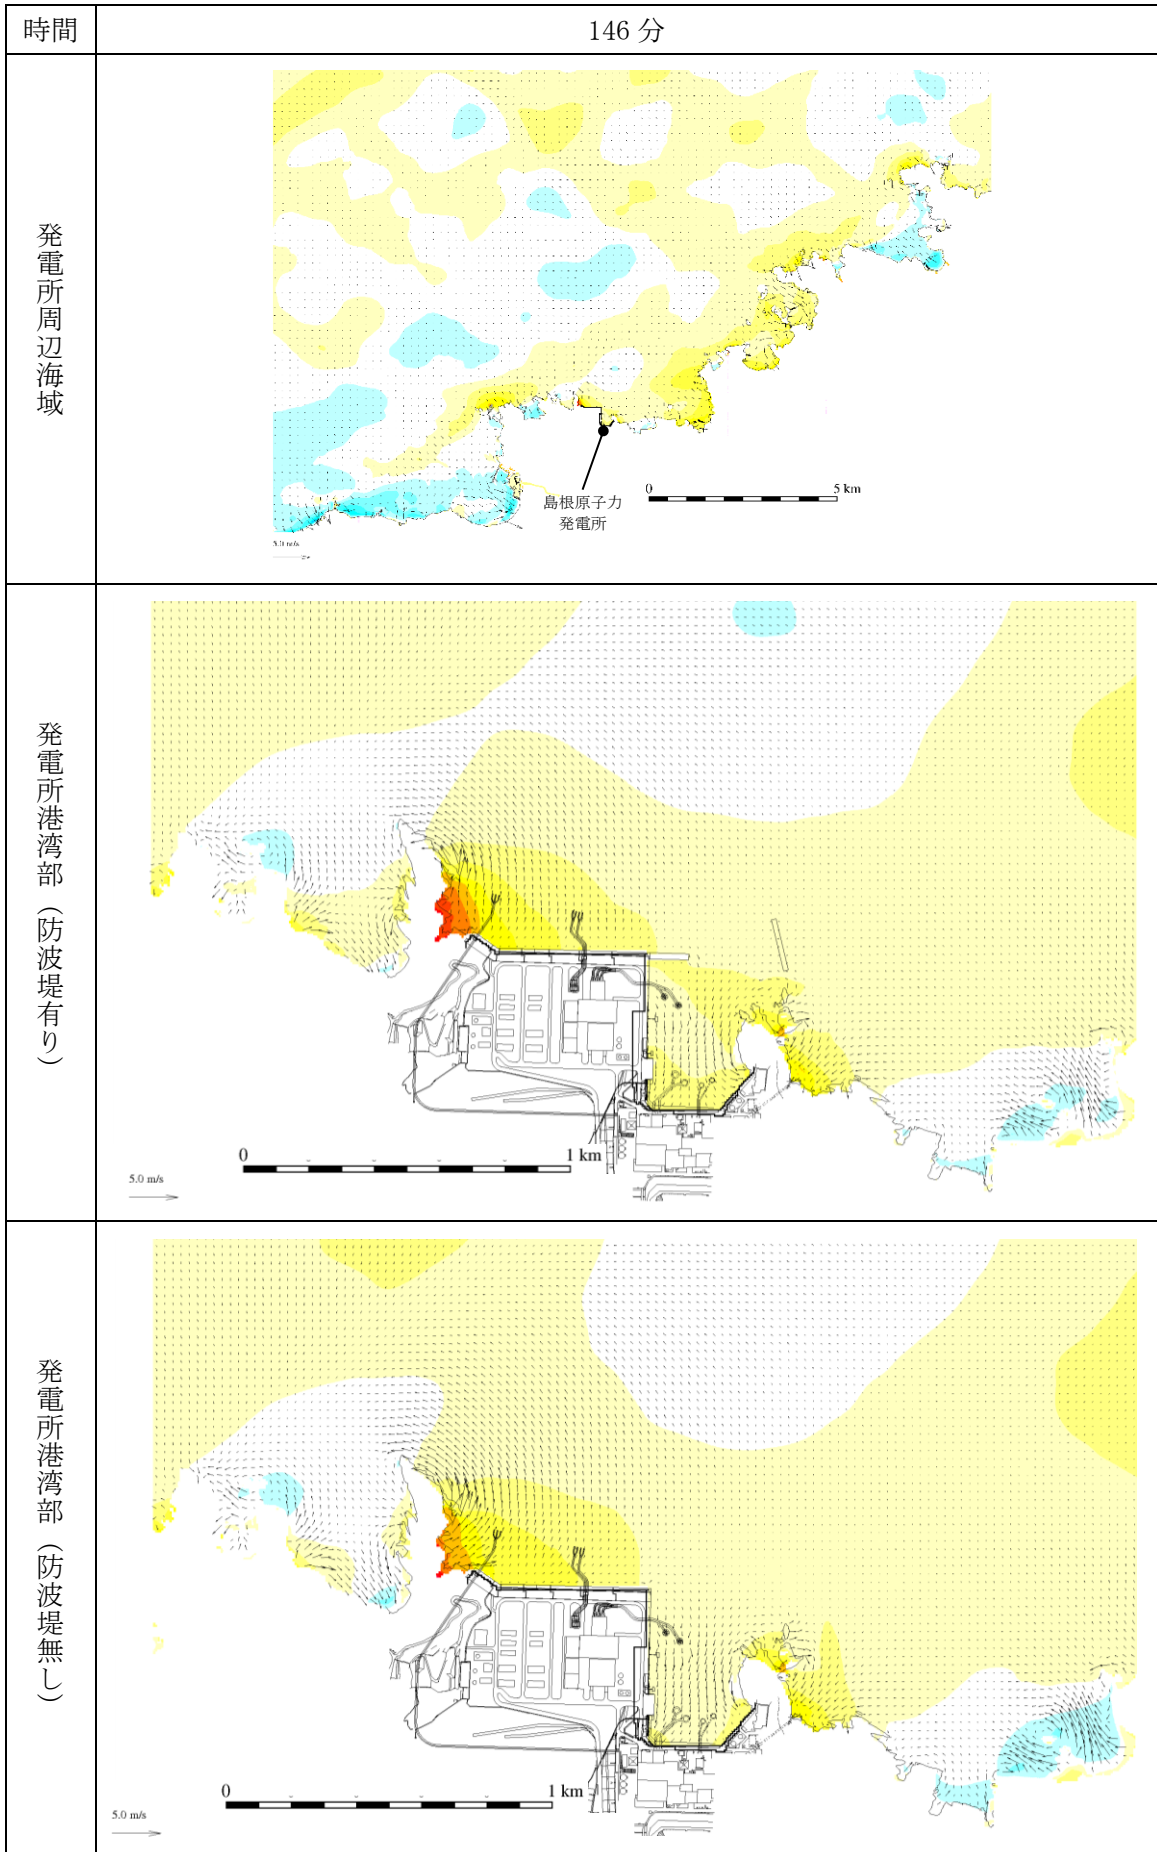 時間
146 分
発電所周辺海域
島根原子力
発電所
0
5 km
5.0 m/s
発電所港湾部（防波堤有り）
0
1 km
5.0 m/s
発電所港湾部（防波堤無し）
0
1 km
5.0 m/s